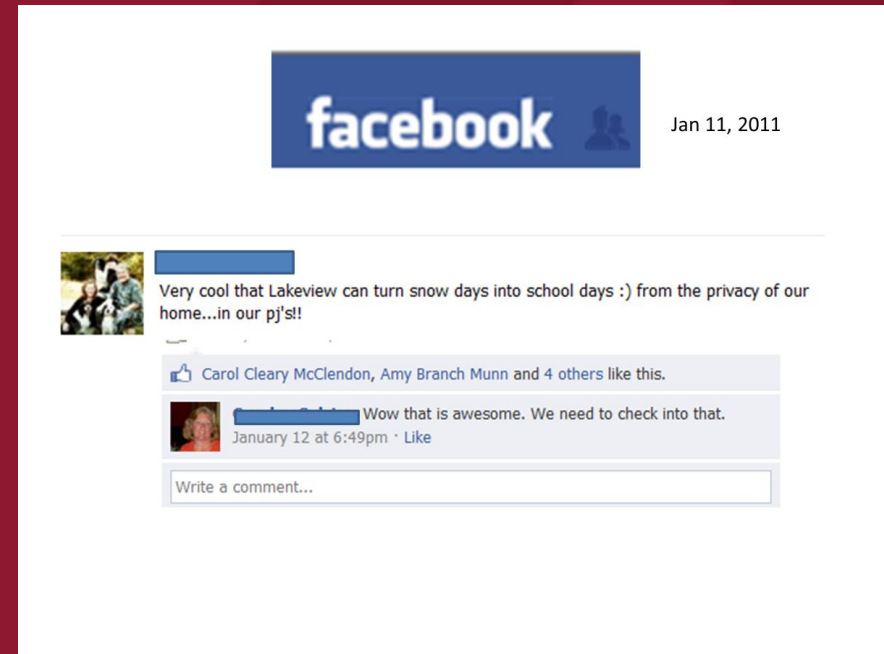 facebook
Jan 11, 2011
Very cool that Lakeview can turn snow days into school days :) from the privacy of our
home...in our pj's!!
Carol Cleary McClendon, Amy Branch Munn and 4 others like this.
Wow that is awesome. We need to check into that.
January 12 at 6:49pm · Like
Write a comment...